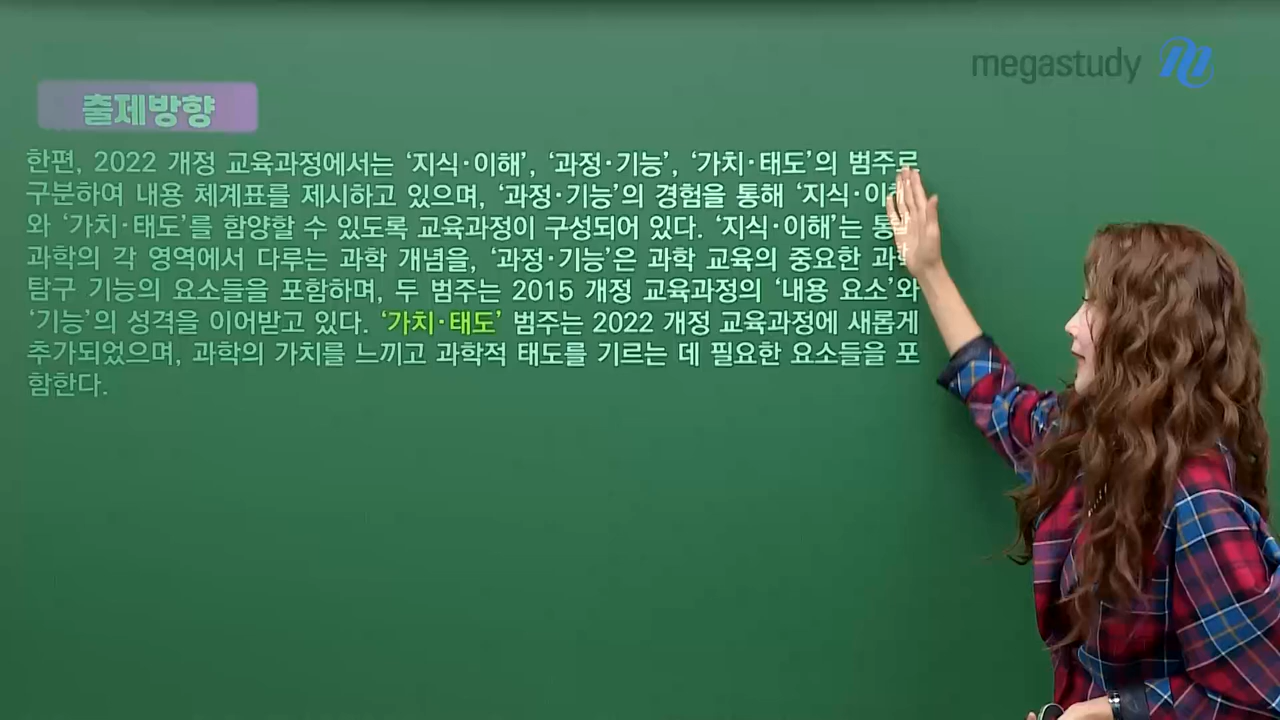 megastudy
출제방향
한편, 2022 개정 교육과정에서는 ‘지식·이해’, ‘과정·기능’, ‘가치·태도’의 범주로
구분하여 내용 체계표를 제시하고 있으며, ‘과정·기능’의 경험을 통해 ‘지식·이해’
와 ‘가치·태도’를 함양할 수 있도록 교육과정이 구성되어 있다. ‘지식·이해’는 통합
과학의 각 영역에서 다루는 과학 개념을, ‘과정·기능’은 과학 교육의 중요한 과학
탐구 기능의 요소들을 포함하며, 두 범주는 2015 개정 교육과정의 ‘내용 요소’와
‘기능’의 성격을 이어받고 있다. ‘가치·태도’ 범주는 2022 개정 교육과정에 새롭게
추가되었으며, 과학의 가치를 느끼고 과학적 태도를 기르는 데 필요한 요소들을 포
함한다.